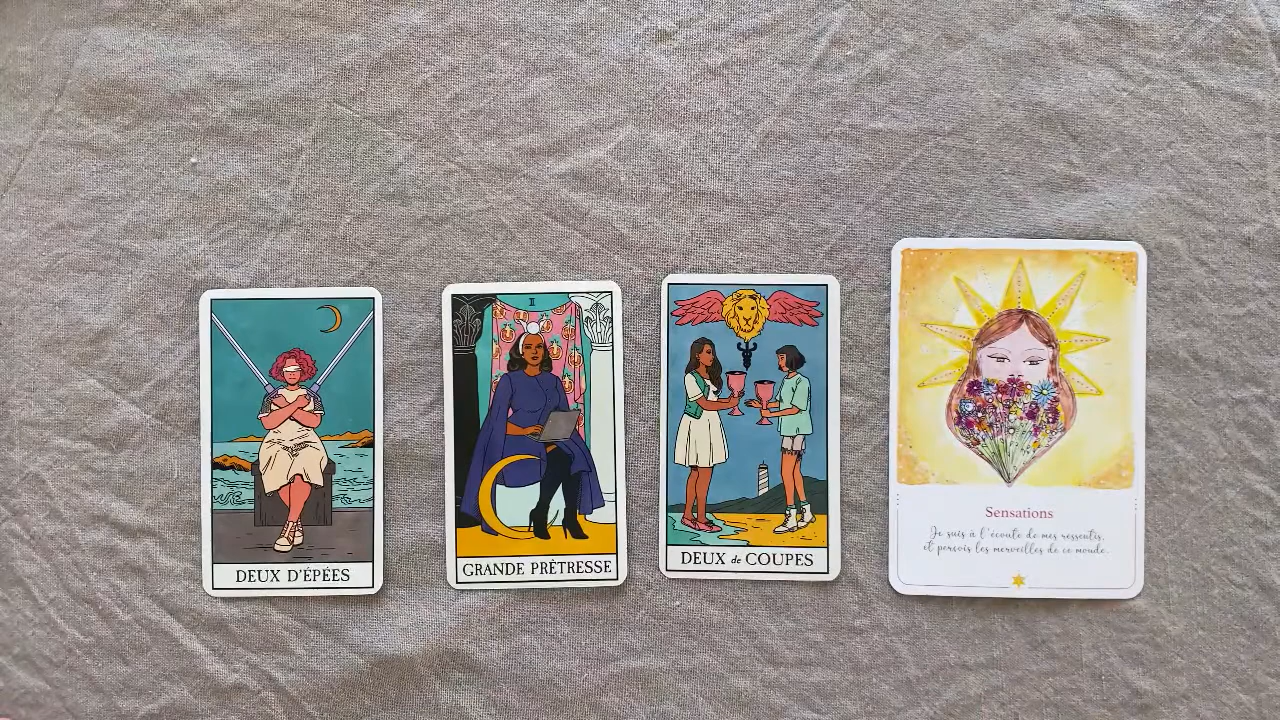 DEUX D'ÉPÉES
II
GRANDE PRÊTRESSE
DEUX de COUPES
Sensations
Je suis à l'écoute de mes ressentis,
et perçois les merveilles de ce monde.